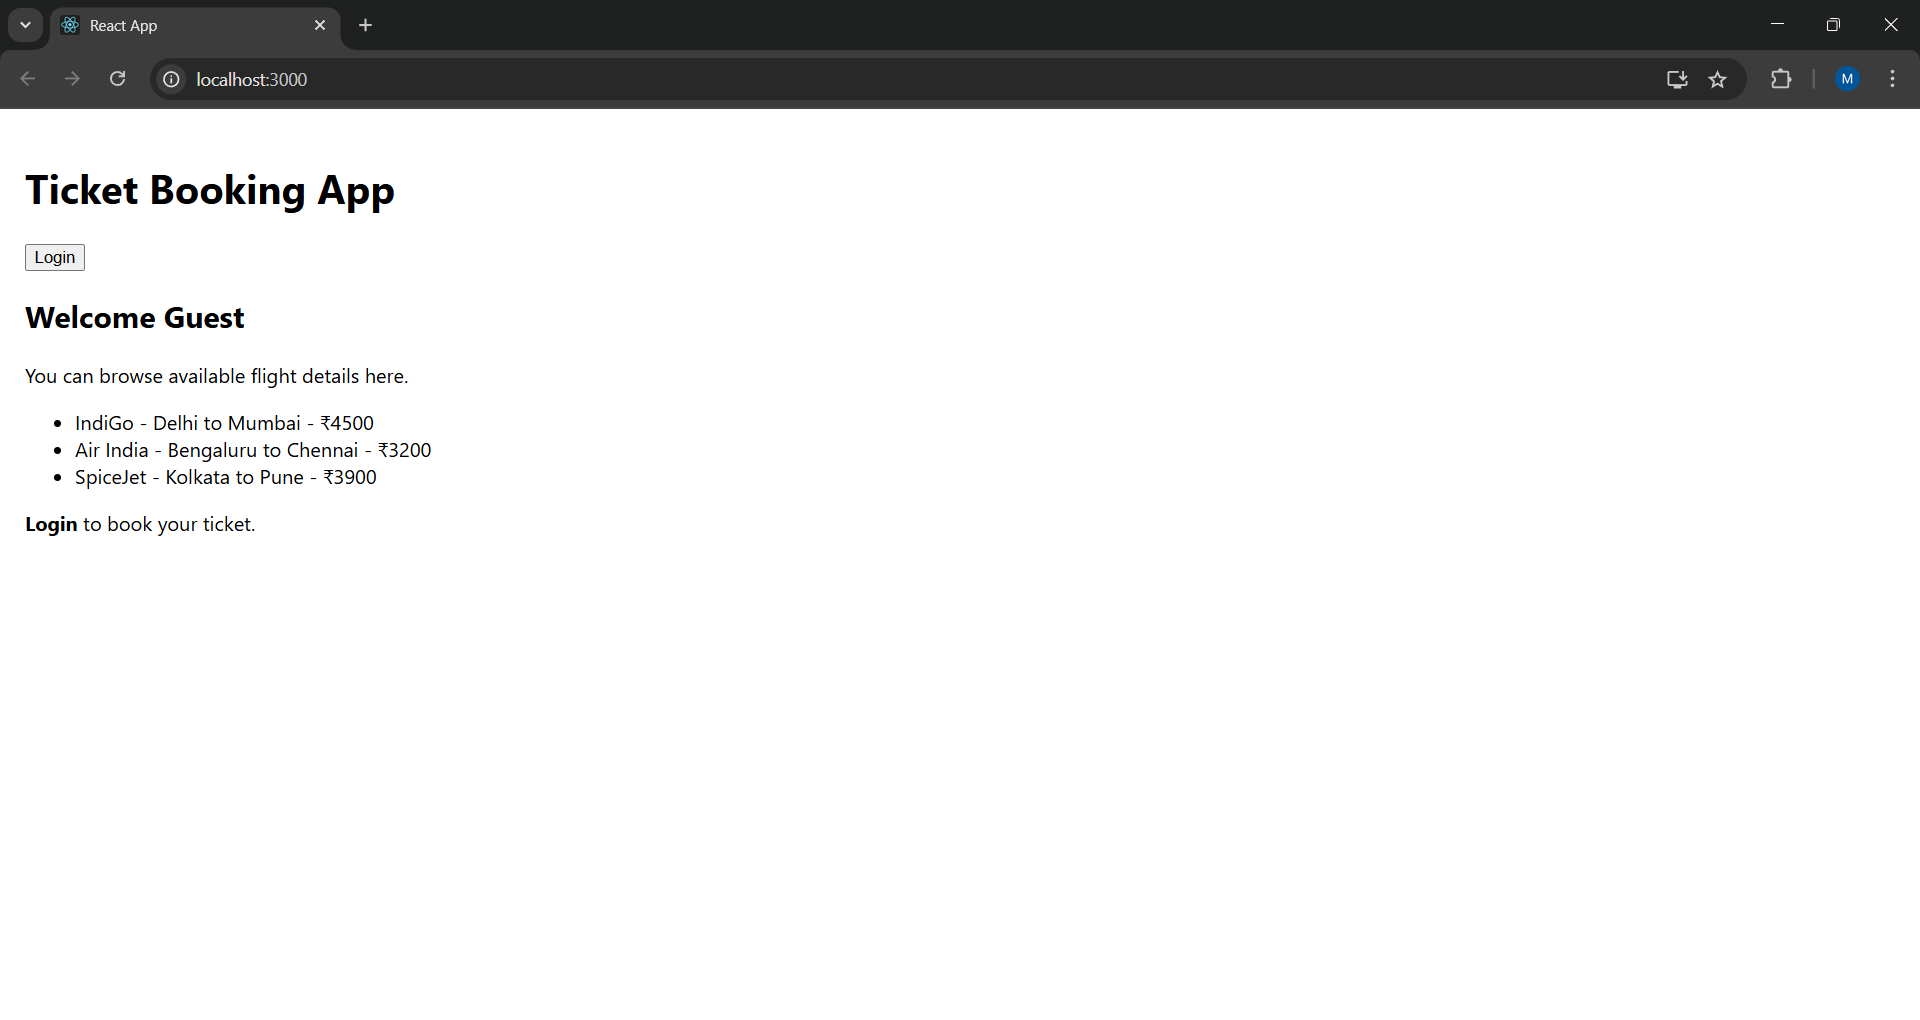 React App
localhost:3000
M
Ticket Booking App
Login
Welcome Guest
You can browse available flight details here.
• IndiGo - Delhi to Mumbai - ₹4500
• Air India - Bengaluru to Chennai - ₹3200
• SpiceJet - Kolkata to Pune - ₹3900
Login to book your ticket.